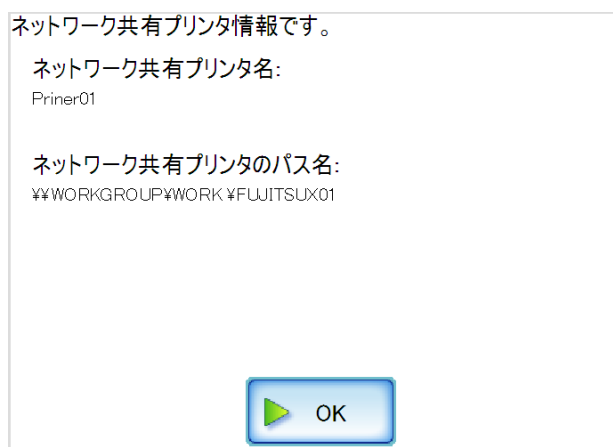 ネットワーク共有プリンタ情報です。
ネットワーク共有プリンタ名:
Priner01
ネットワーク共有プリンタのパス名:
¥¥WORKGROUP¥WORK ¥FUJITSUX01
OK